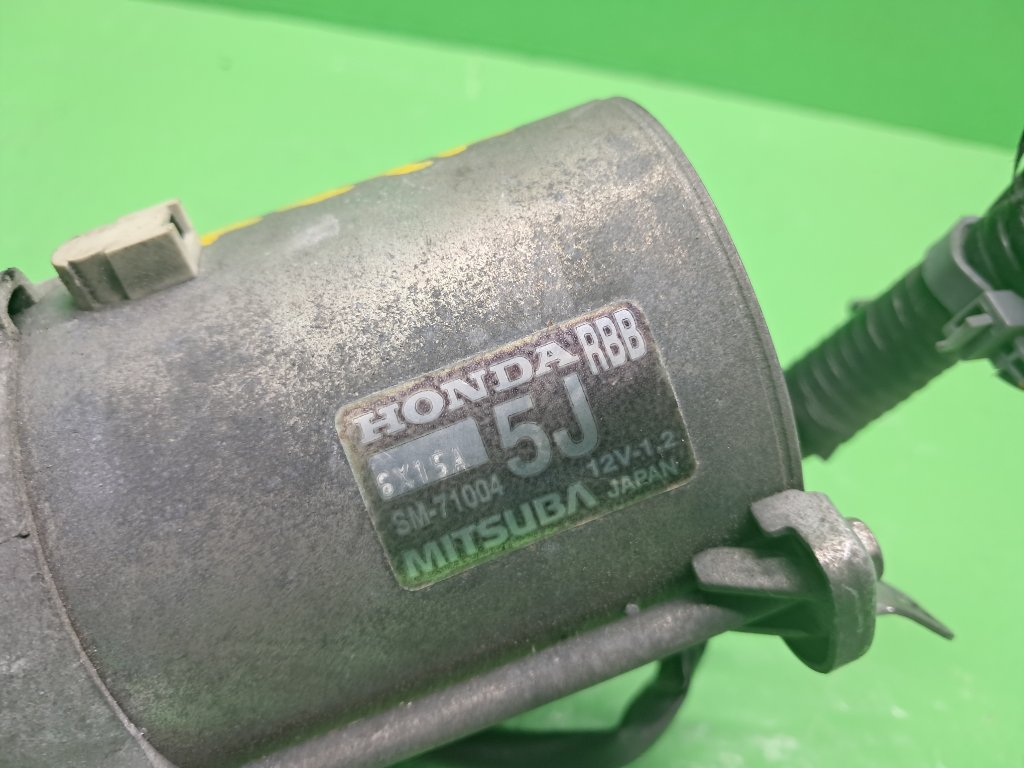 HONDA RBB
6X15A 5J
SM-71004 12V-1.2
MITSUBA JAPAN